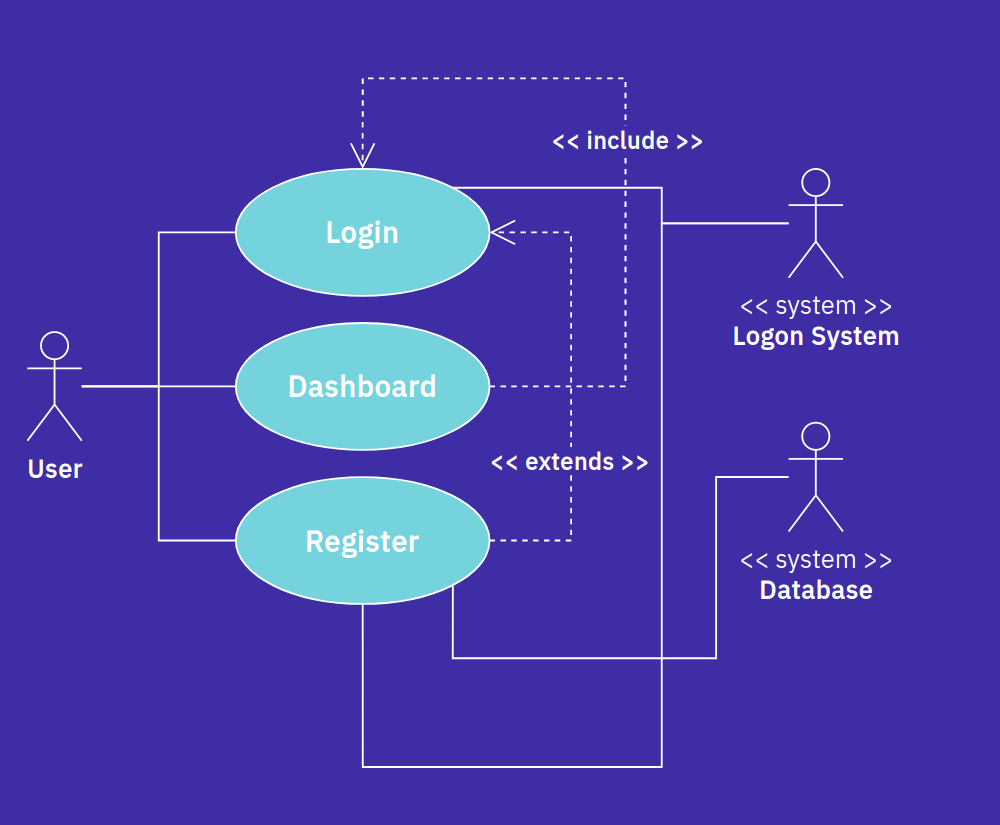 << include >>
Login
<< system >>
Logon System
Dashboard
<< extends >>
User
Register
<< system >>
Database